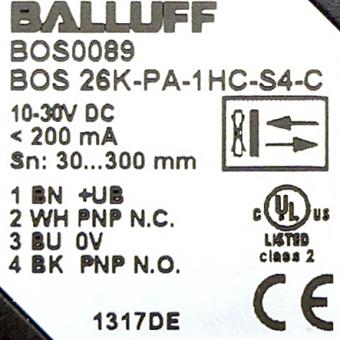 BALLUFF
BOS0089
BOS 26K-PA-1HC-S4-C
10-30V DC
< 200 mA
Sn: 30...300 mm
1 BN +UB
2 WH PNP N.C.
3 BU 0V
4 BK PNP N.O.
C UL US
LISTED
class 2
CE
1317DE